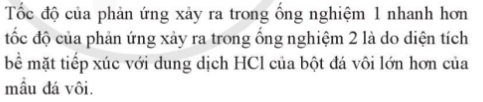 Tốc độ của phản ứng xảy ra trong ống nghiệm 1 nhanh hơn
tốc độ của phản ứng xảy ra trong ống nghiệm 2 là do diện tích
bề mặt tiếp xúc với dung dịch HCl của bột đá vôi lớn hơn của
mẩu đá vôi.